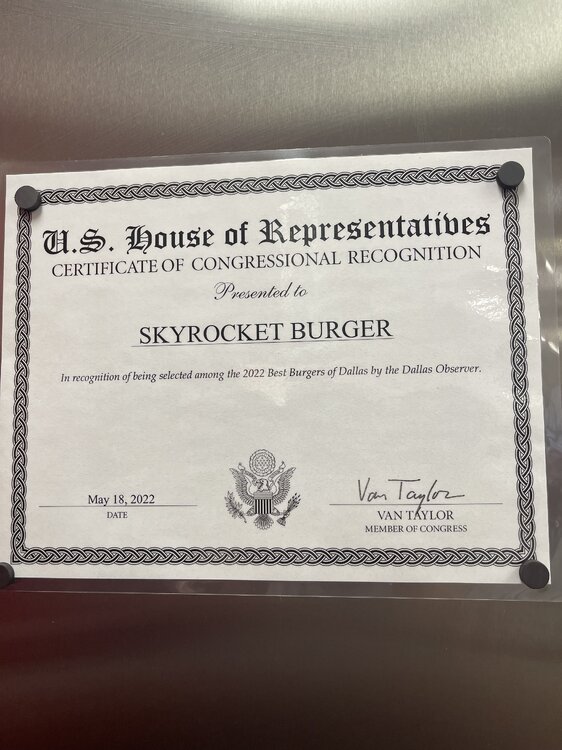 U.S. House of Representatives
CERTIFICATE OF CONGRESSIONAL RECOGNITION
Presented to
SKYROCKET BURGER
In recognition of being selected among the 2022 Best Burgers of Dallas by the Dallas Observer.
May 18, 2022
DATE
Van Taylor
VAN TAYLOR
MEMBER OF CONGRESS